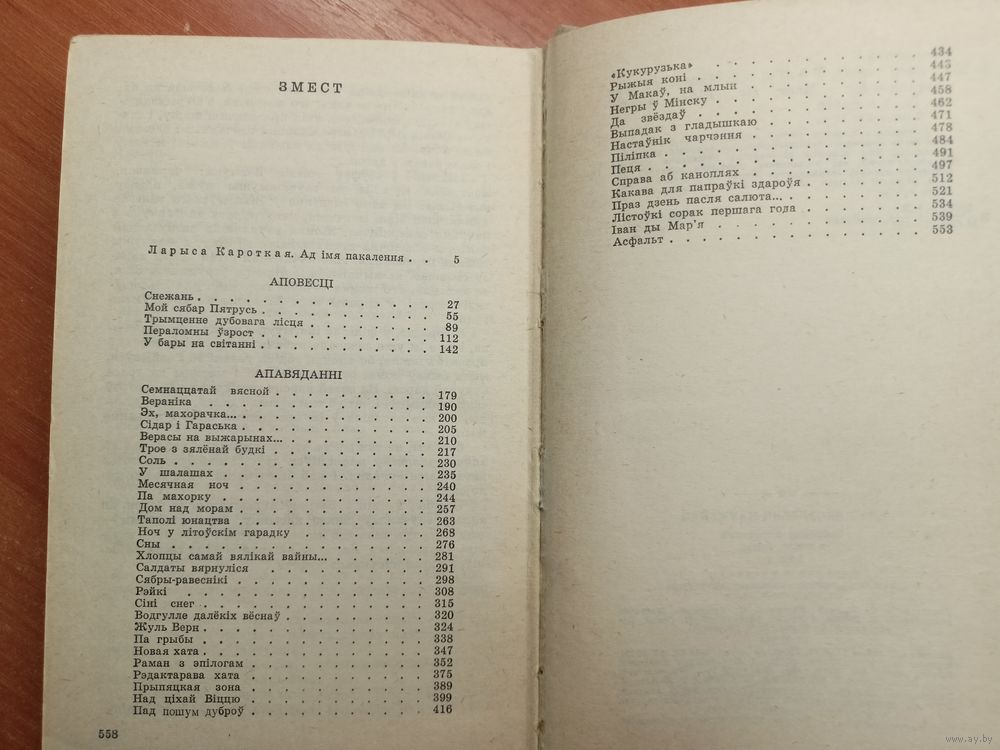 ЗМЕСТ
Ларыса Кароткая. Ад імя пакалення . . 5
АПОВЕСЦІ
Снежань . . . . . . . . . . . . . . 27
Мой сябар Пятрусь . . . . . . . . . . 55
Трымценне дубовага лісця . . . . . . . 89
Пераломны ўзрост . . . . . . . . . . 112
У бары на світанні . . . . . . . . . . 142
АПАВЯДАННІ
Семнаццатай вясной . . . . . . . . . 179
Вераніка . . . . . . . . . . . . . . 190
Эх, махорачка... . . . . . . . . . . . 200
Сідар і Гараська . . . . . . . . . . . 205
Верасы на выжарынах... . . . . . . . . 210
Трое з зялёнай будкі . . . . . . . . . 217
Соль . . . . . . . . . . . . . . . 230
У шалашах . . . . . . . . . . . . . 235
Месячная ноч . . . . . . . . . . . . 240
Па махорку . . . . . . . . . . . . . 244
Дом над морам . . . . . . . . . . . . 257
Таполі юнацтва . . . . . . . . . . . 263
Ноч у літоўскім гарадку . . . . . . . 268
Сны . . . . . . . . . . . . . . . 276
Хлопцы самай вялікай вайны... . . . . . 281
Салдаты вярнуліся . . . . . . . . . . 291
Сябры-равеснікі . . . . . . . . . . . 298
Рэйкі . . . . . . . . . . . . . . . 308
Сіні снег . . . . . . . . . . . . . 315
Водгулле далёкіх вёснаў . . . . . . . . 320
Жуль Верн . . . . . . . . . . . . . 324
Па грыбы . . . . . . . . . . . . . . 338
Новая хата . . . . . . . . . . . . . 347
Раман з эпілогам . . . . . . . . . . . 352
Рэдактарава хата . . . . . . . . . . . 375
Прыпяцкая зона . . . . . . . . . . . 389
Над ціхай Віццю . . . . . . . . . . . 399
Пад пошум дуброў . . . . . . . . . . 416
558
«Кукурузька» . . . . . . . . . . . . 434
Рыжыя коні . . . . . . . . . . . . . 443
У Макаў, на млын . . . . . . . . . . 447
Негры ў Мінску . . . . . . . . . . . 458
Да звёздаў . . . . . . . . . . . . . 462
Выпадак з гладышкаю . . . . . . . . . 471
Настаўнік чарчэння . . . . . . . . . . 478
Піліпка . . . . . . . . . . . . . . 484
Пеця . . . . . . . . . . . . . . . 491
Справа аб каноплях . . . . . . . . . . 497
Какава для папраўкі здароўя . . . . . . 512
Праз дзень пасля салюта... . . . . . . . 521
Лістоўкі сорак першага года . . . . . . 534
Іван ды Мар'я . . . . . . . . . . . . 539
Асфальт . . . . . . . . . . . . . . 553
www.ay.by